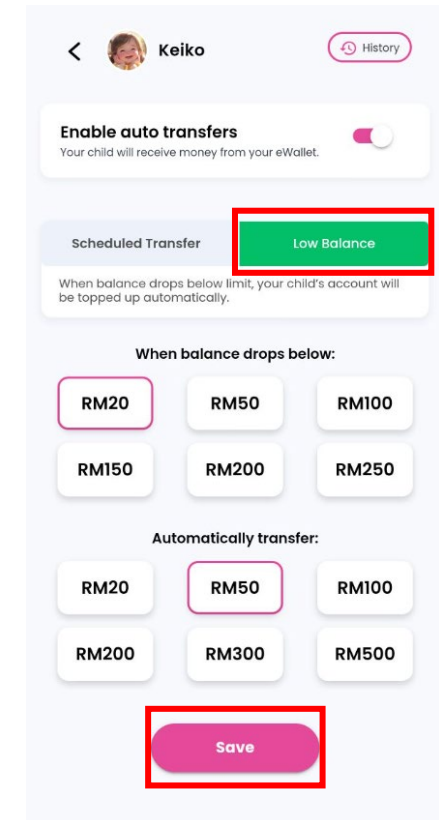 Keiko
History
Enable auto transfers
Your child will receive money from your eWallet.
Scheduled Transfer
Low Balance
When balance drops below limit, your child's account will
be topped up automatically.
When balance drops below:
RM20 RM50 RM100
RM150 RM200 RM250
Automatically transfer:
RM20 RM50 RM100
RM200 RM300 RM500
Save